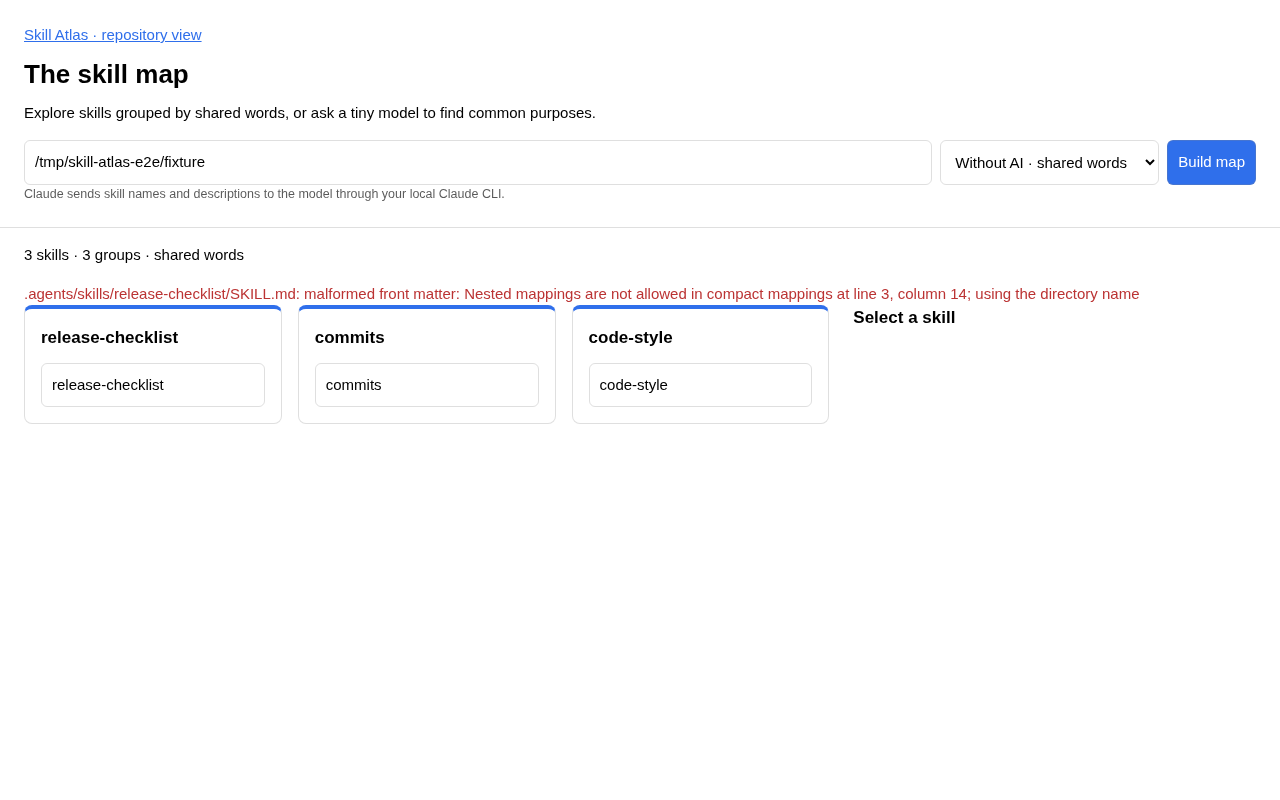 Skill Atlas · repository view
The skill map
Explore skills grouped by shared words, or ask a tiny model to find common purposes.
/tmp/skill-atlas-e2e/fixture
Without AI · shared words
Build map
Claude sends skill names and descriptions to the model through your local Claude CLI.
3 skills · 3 groups · shared words
.agents/skills/release-checklist/SKILL.md: malformed front matter: Nested mappings are not allowed in compact mappings at line 3, column 14; using the directory name
release-checklist
release-checklist
commits
commits
code-style
code-style
Select a skill